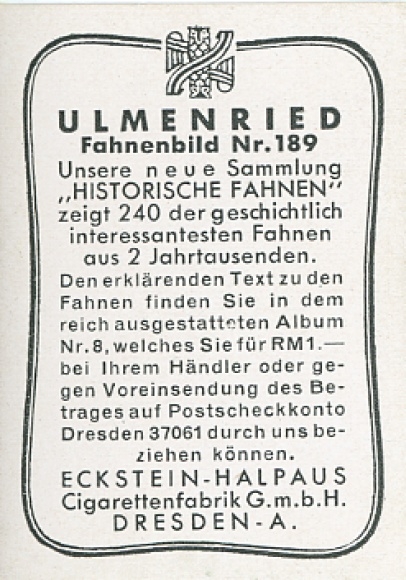 ULMENRIED
Fahnenbild Nr. 189
Unsere neue Sammlung
„HISTORISCHE FAHNEN"
zeigt 240 der geschichtlich
interessantesten Fahnen
aus 2 Jahrtausenden.
Den erklärenden Text zu den
Fahnen finden Sie in dem
reich ausgestatteten Album
Nr. 8, welches Sie für RM 1.—
bei Ihrem Händler oder ge-
gen Voreinsendung des Be-
trages auf Postscheckkonto
Dresden 37061 durch uns be-
ziehen können.
ECKSTEIN-HALPAUS
Cigarettenfabrik G.m.b.H.
DRESDEN-A.